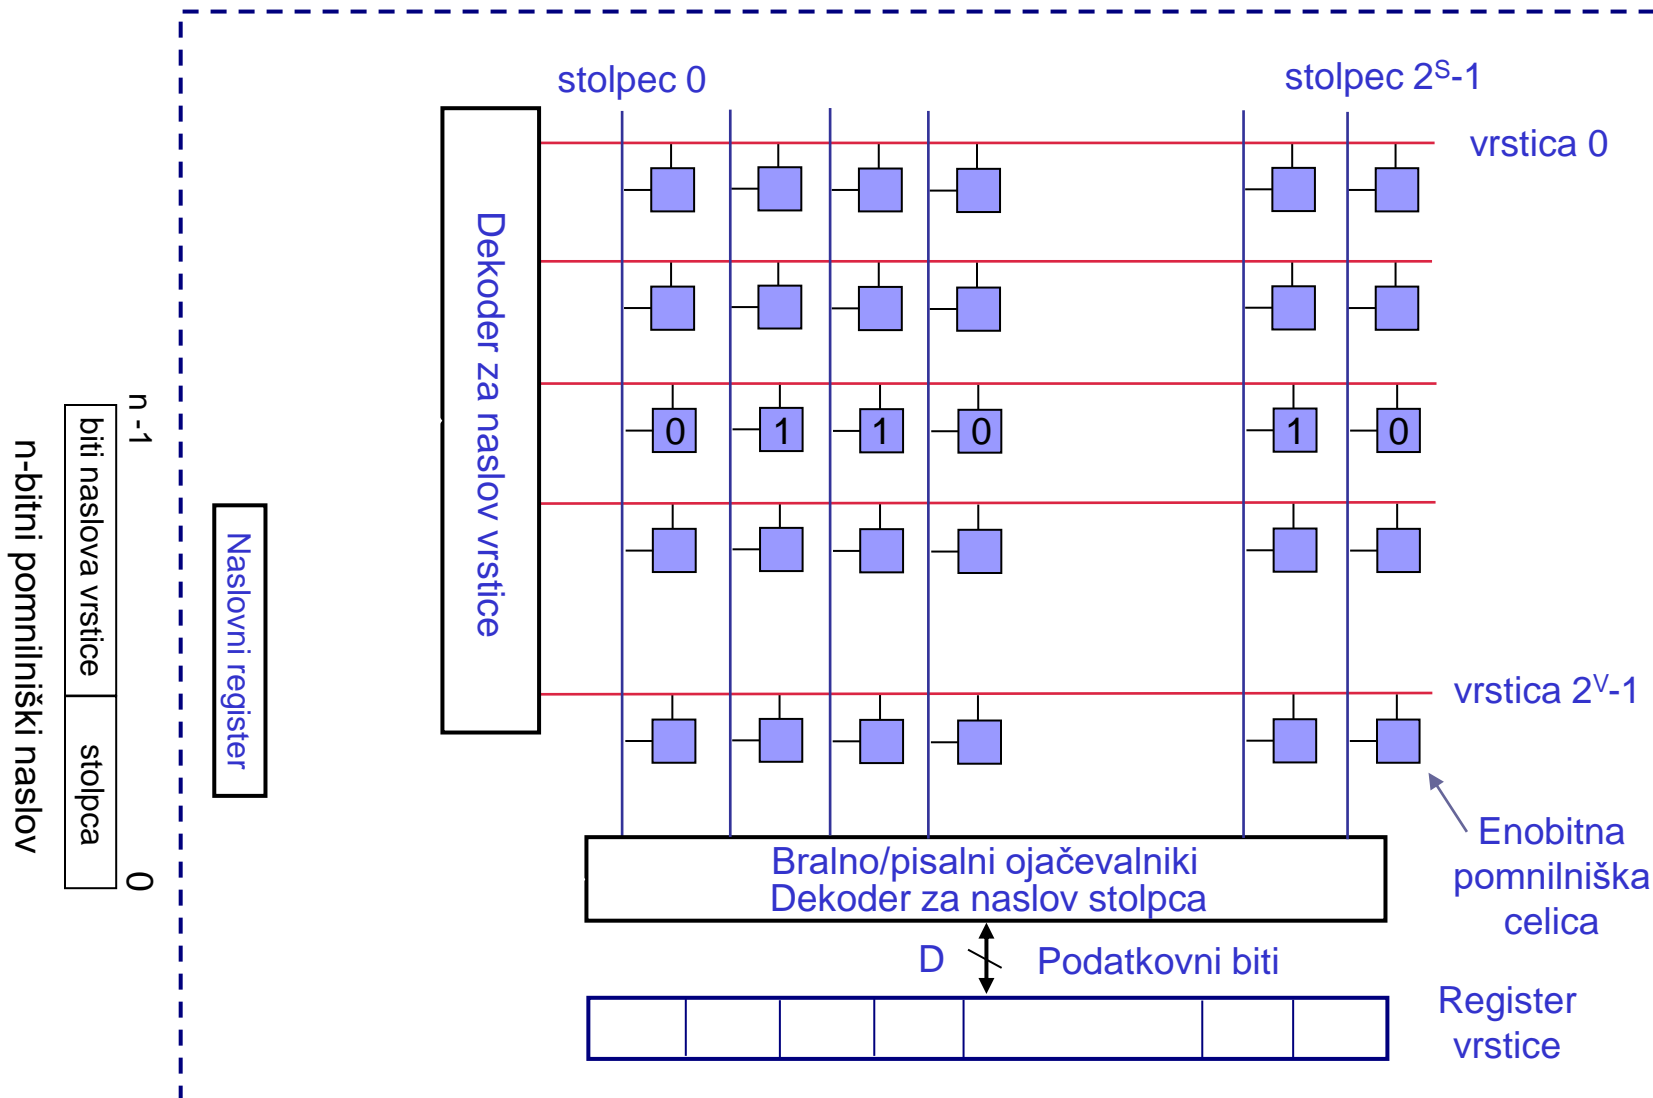 stolpec 0
stolpec 2S-1
vrstica 0
Dekoder za naslov vrstice
0 1 1 0 1 0
n -1
biti naslova vrstice
stolpca
0
n-bitni pomnilniški naslov
Naslovni register
vrstica 2V-1
Enobitna
pomnilniška
celica
Bralno/pisalni ojačevalniki
Dekoder za naslov stolpca
D
Podatkovni biti
Register
vrstice